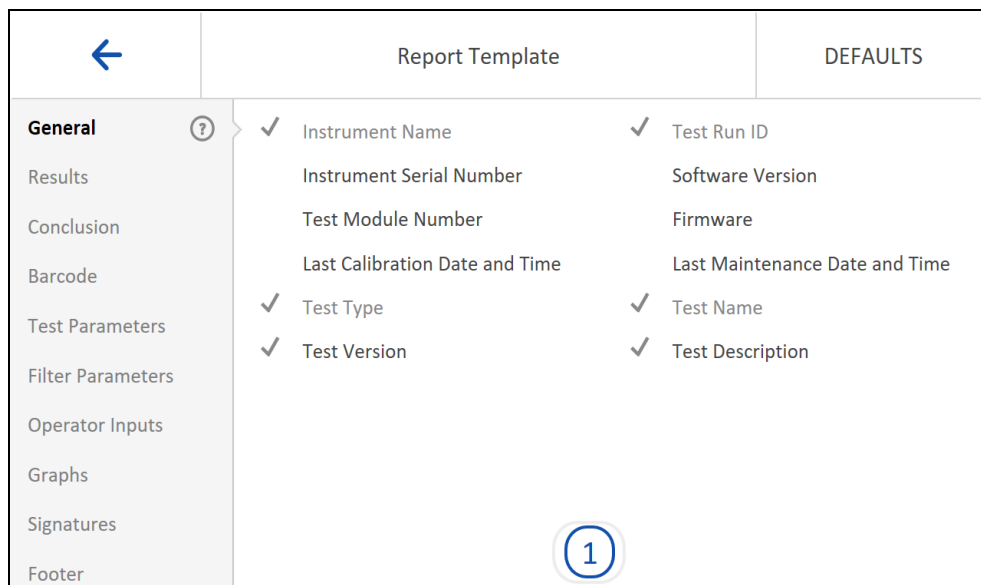 Report Template
DEFAULTS
General ?
Results
Conclusion
Barcode
Test Parameters
Filter Parameters
Operator Inputs
Graphs
Signatures
Footer
Instrument Name
Test Run ID
Instrument Serial Number
Software Version
Test Module Number
Firmware
Last Calibration Date and Time
Last Maintenance Date and Time
Test Type
Test Name
Test Version
Test Description
1